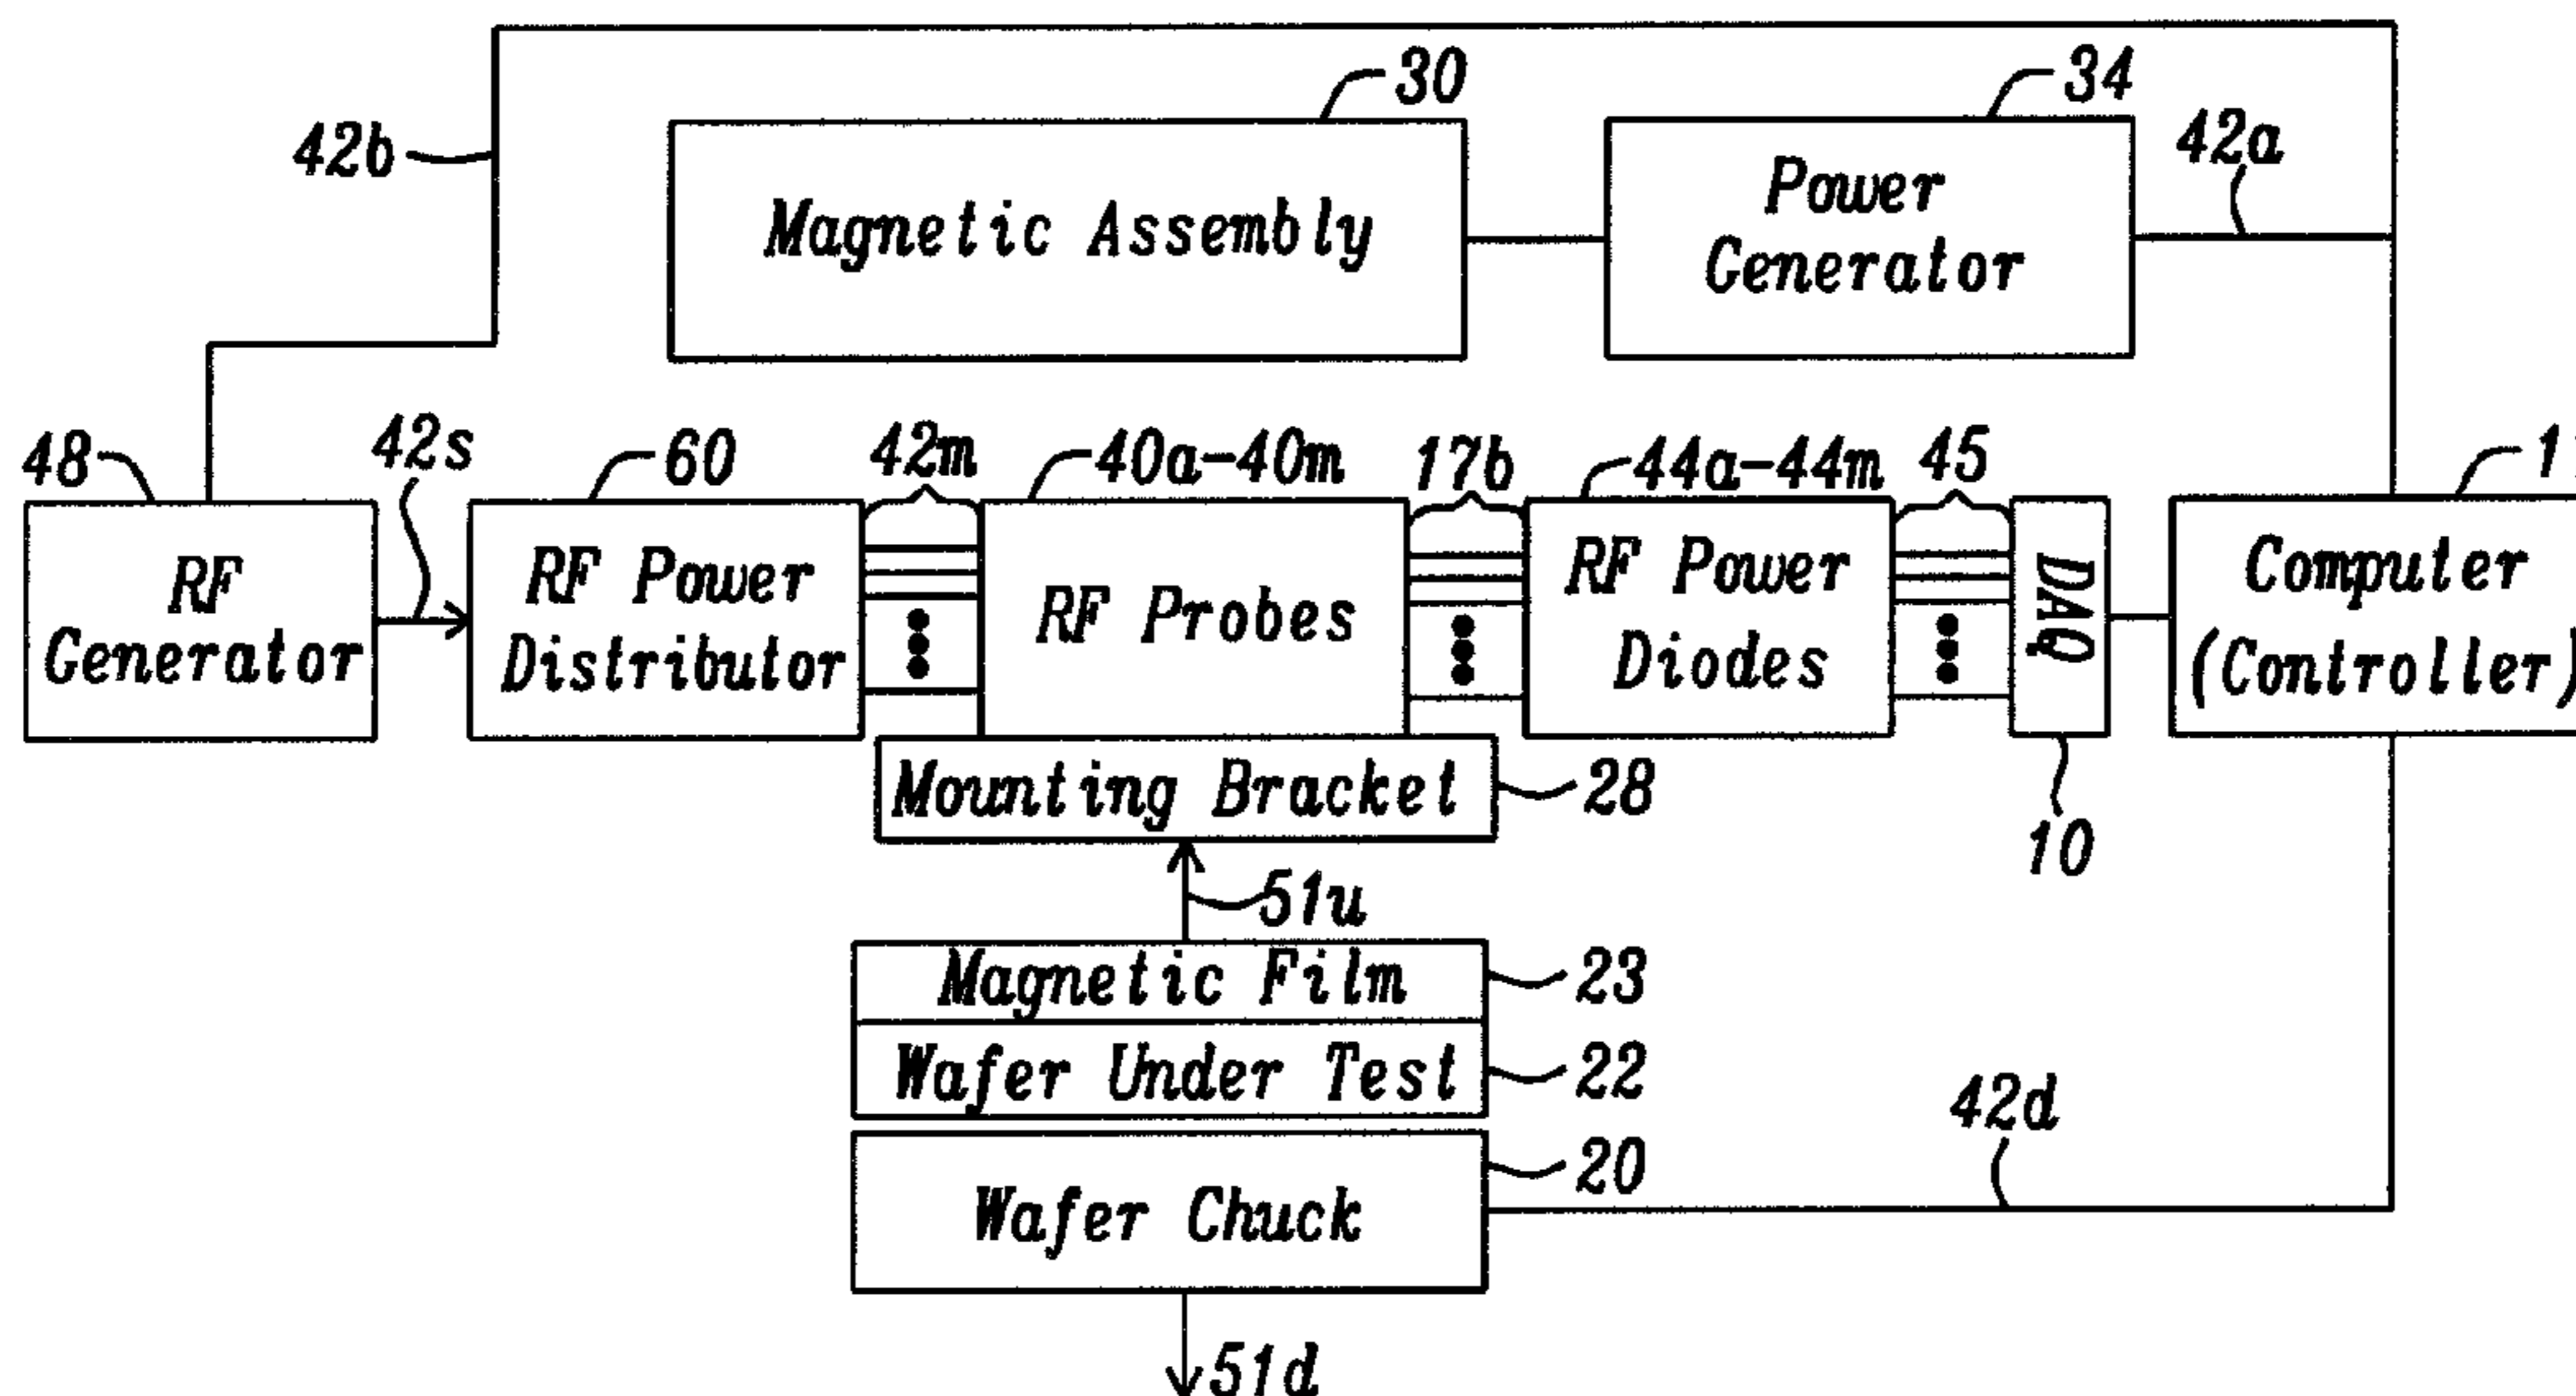 30
34
42b
42a
Magnetic Assembly
Power
Generator
48
42s
60
42m
40a-40m
17b
44a-44m
45
RF
Generator
RF Power
Distributor
RF Probes
RF Power
Diodes
DAQ
Computer
(Controller)
Mounting Bracket
28
10
51u
Magnetic Film
23
Wafer Under Test
22
42d
20
Wafer Chuck
51d